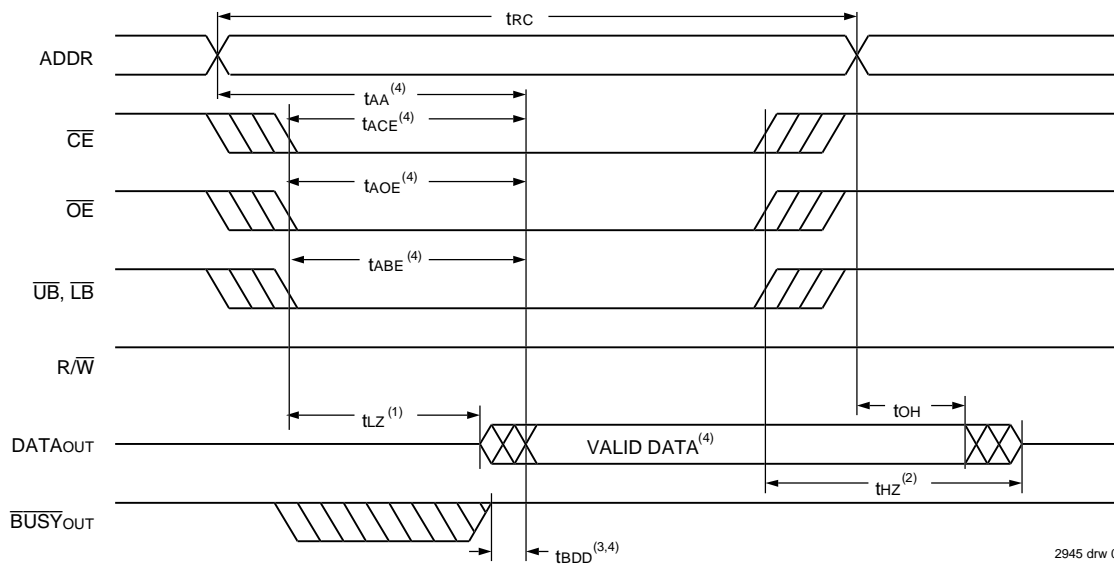 tRC
ADDR
tAA(4)
tACE(4)
CE
tAOE(4)
OE
tABE(4)
UB, LB
R/W
tLZ(1)
tOH
DATAOUT
VALID DATA(4)
tHZ(2)
BUSYOUT
tBDD(3,4)
2945 drw 0